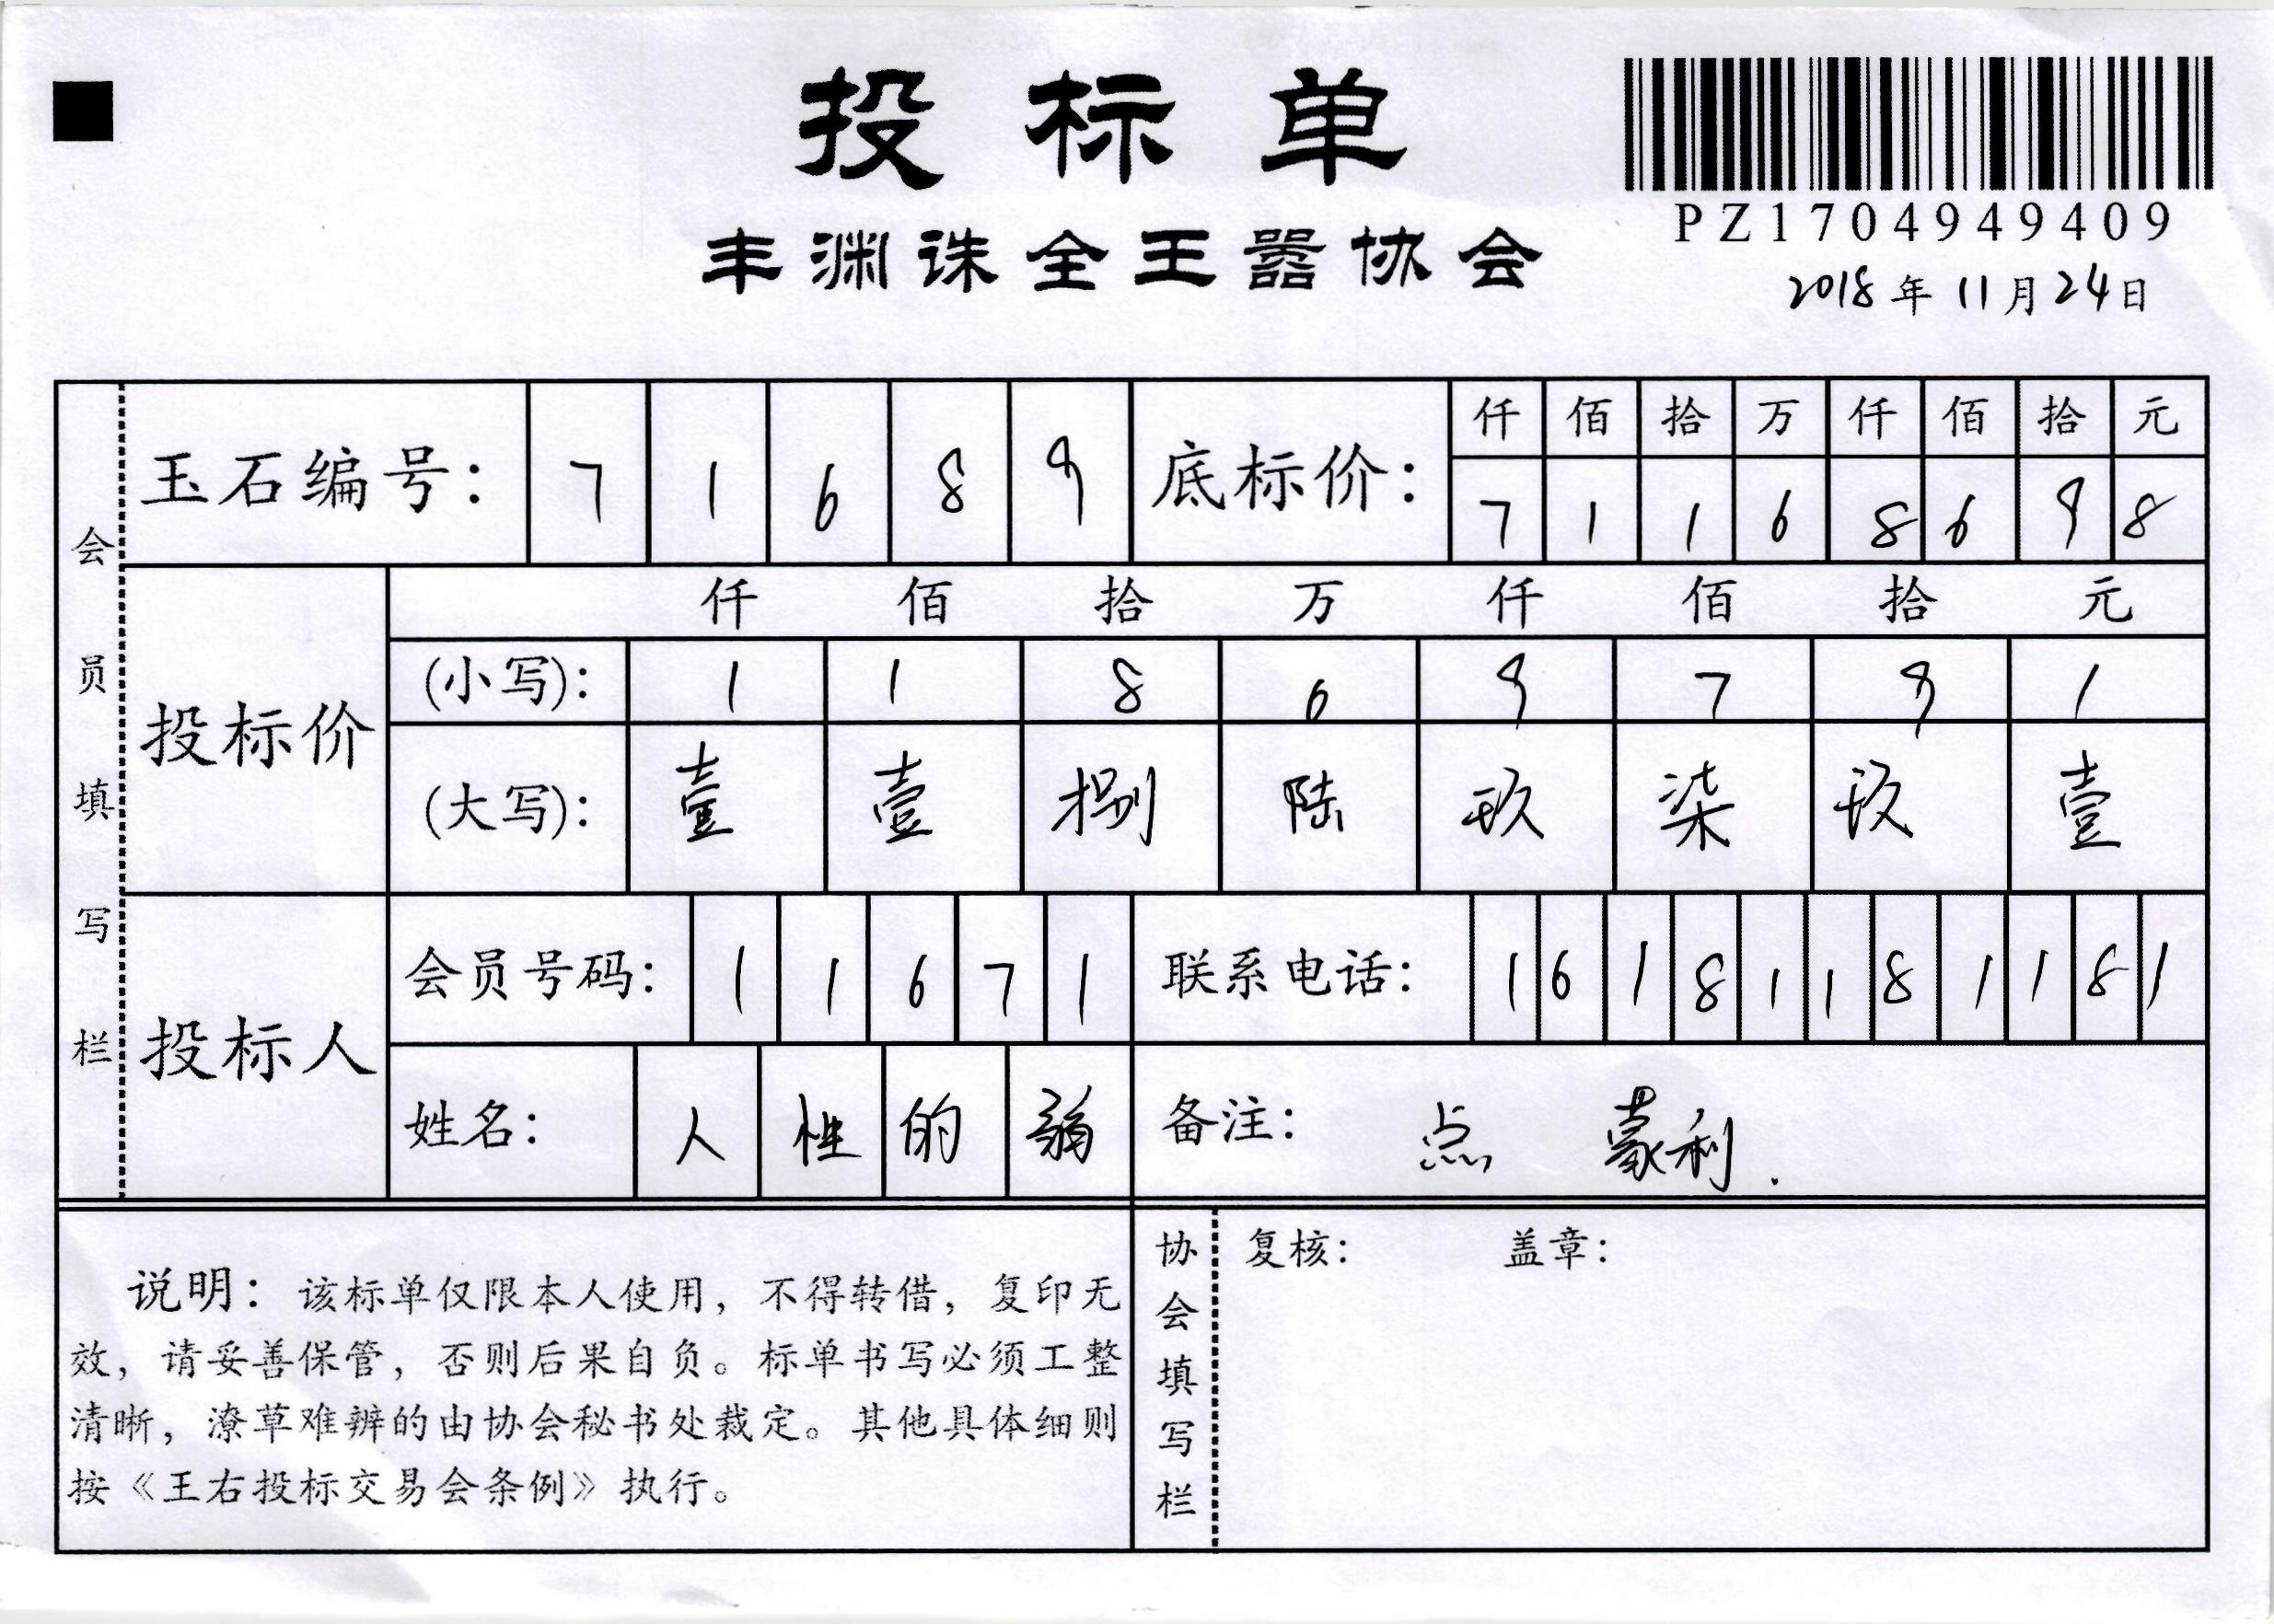 投标单
PZ1704949409
丰渊诛全王嚣协会
2018年11月24日
会员填写栏
玉石编号: 7 1 6 8 9
底标价: 仟 佰 拾 万 仟 佰 拾 元
7 1 1 6 8 6 9 8
投标价
仟 佰 拾 万 仟 佰 拾 元
(小写): 1 1 8 6 9 7 9 1
(大写): 壹 壹 捌 陆 玖 柒 玖 壹
投标人
会员号码: 1 1 6 7 1
联系电话: 1 6 1 8 1 1 8 1 1 8 1
姓名: 人 性 的 弱
备注: 点 蒙利.
说明: 该标单仅限本人使用, 不得转借, 复印无
效, 请妥善保管, 否则后果自负。标单书写必须工整
清晰, 潦草难辨的由协会秘书处裁定。其他具体细则
按《王右投标交易会条例》执行。
协会填写栏
复核: 盖章: